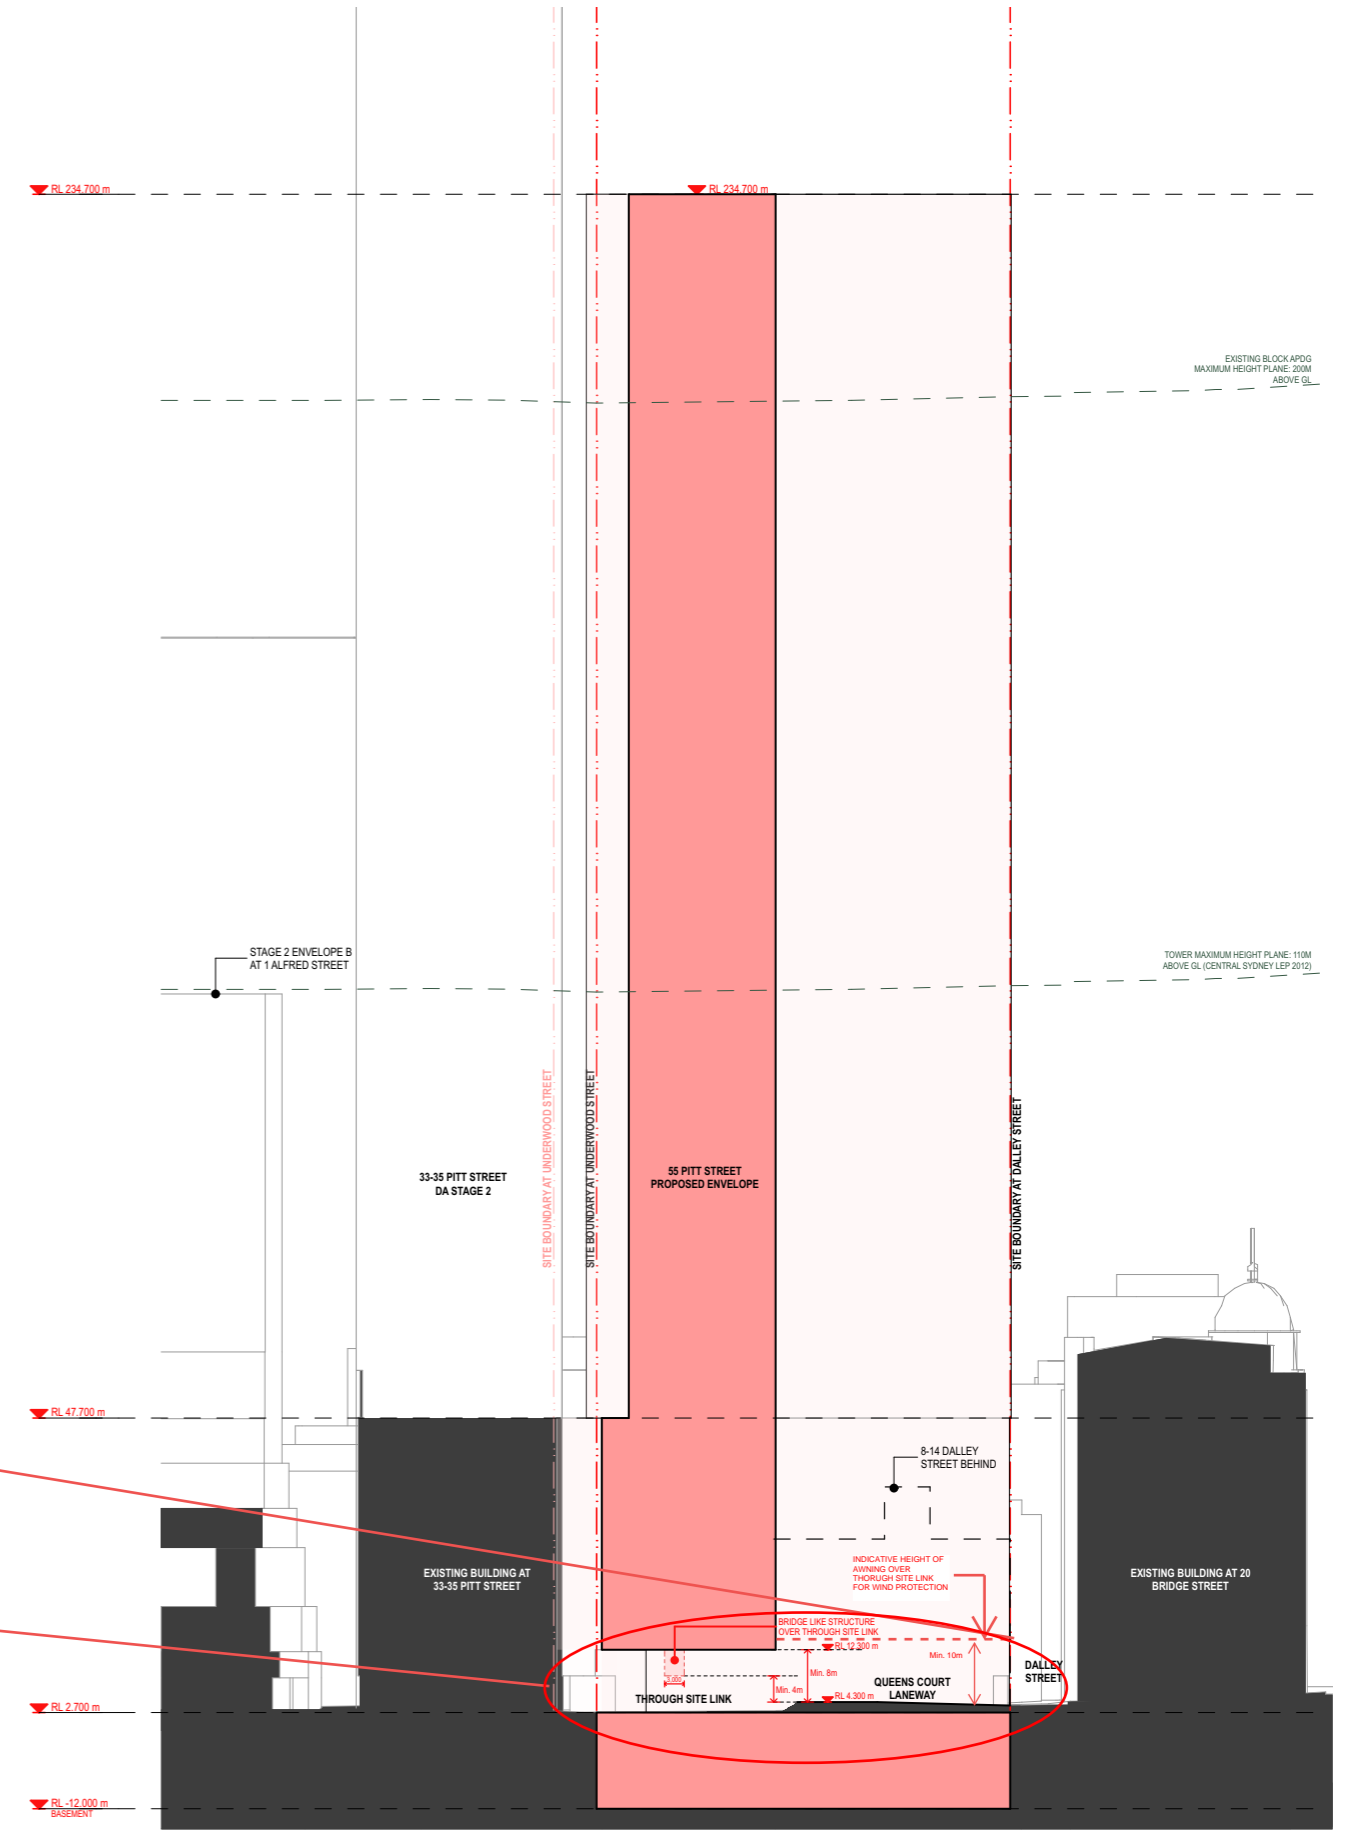 RL 234.700 m
RL 234.700 m
EXISTING BLOCK APDG
MAXIMUM HEIGHT PLANE: 200M
ABOVE GL
STAGE 2 ENVELOPE B
AT 1 ALFRED STREET
TOWER MAXIMUM HEIGHT PLANE: 110M
ABOVE GL (CENTRAL SYDNEY LEP 2012)
SITE BOUNDARY AT UNDERWOOD STREET
SITE BOUNDARY AT UNDERWOOD STREET
SITE BOUNDARY AT DALLEY STREET
33-35 PITT STREET
DA STAGE 2
55 PITT STREET
PROPOSED ENVELOPE
RL 47.700 m
8-14 DALLEY
STREET BEHIND
EXISTING BUILDING AT
33-35 PITT STREET
INDICATIVE HEIGHT OF
AWNING OVER
THORUGH SITE LINK
FOR WIND PROTECTION
EXISTING BUILDING AT 20
BRIDGE STREET
BRIDGE LIKE STRUCTURE
OVER THROUGH SITE LINK
RL 12.300 m
Min. 10m
Min. 8m
DALLEY
STREET
3,000
Min. 4m
QUEENS COURT
LANEWAY
THROUGH SITE LINK
RL 4.300 m
RL 2.700 m
RL -12.000 m
BASEMENT